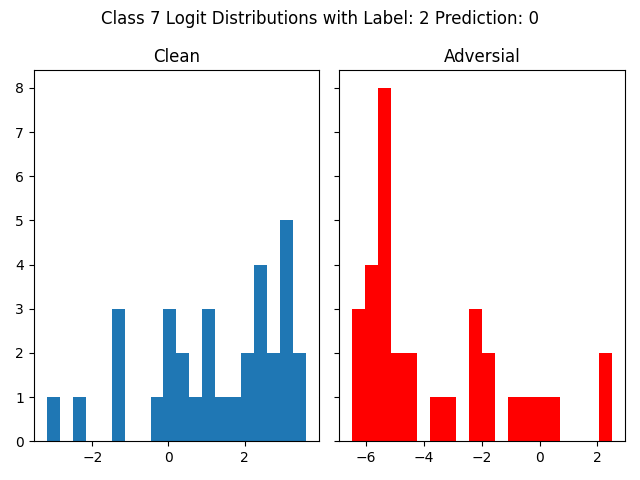 Class 7 Logit Distributions with Label: 2 Prediction: 0
Clean
Adversial
8
7
6
5
4
3
2
1
0
−2 0 2
−6 −4 −2 0 2